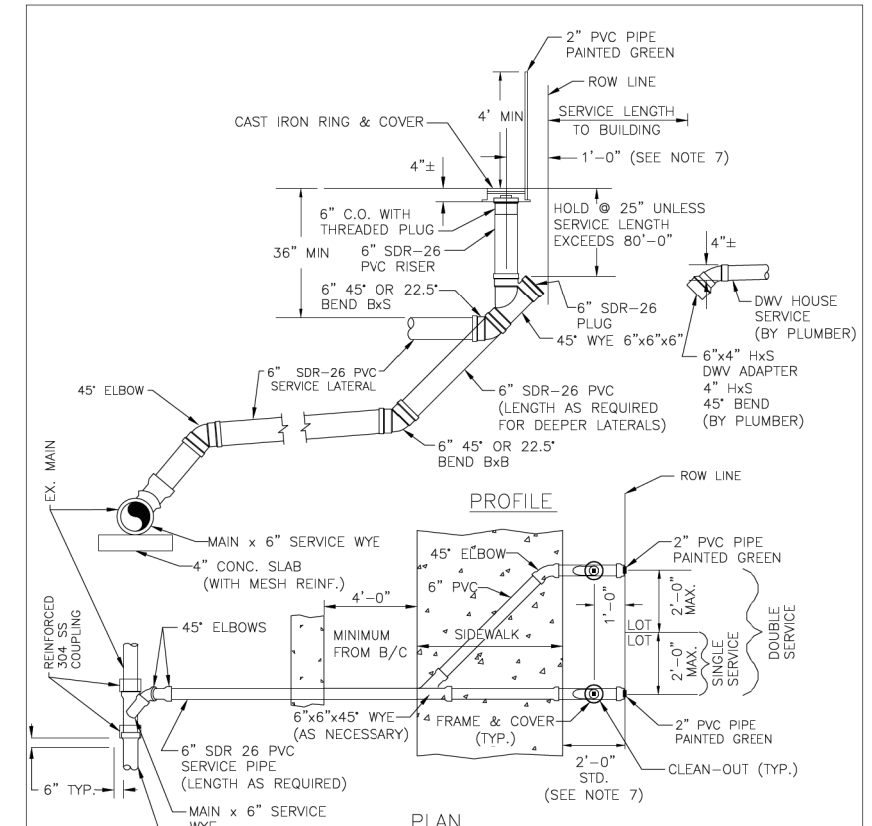 2" PVC PIPE
PAINTED GREEN
ROW LINE
SERVICE LENGTH
TO BUILDING
4' MIN
CAST IRON RING & COVER
1'-0" (SEE NOTE 7)
4"±
6" C.O. WITH
THREADED PLUG
HOLD @ 25" UNLESS
SERVICE LENGTH
EXCEEDS 80'-0"
36" MIN
6" SDR-26
PVC RISER
4"±
6" 45° OR 22.5°
BEND BxS
6" SDR-26
PLUG
45° WYE 6"x6"x6"
DWV HOUSE
SERVICE
(BY PLUMBER)
6"x4" HxS
DWV ADAPTER
4" HxS
45° BEND
(BY PLUMBER)
6" SDR-26 PVC
SERVICE LATERAL
45° ELBOW
6" SDR-26 PVC
(LENGTH AS REQUIRED
FOR DEEPER LATERALS)
6" 45° OR 22.5°
BEND BxB
EX. MAIN
PROFILE
ROW LINE
MAIN x 6" SERVICE WYE
4" CONC. SLAB
(WITH MESH REINF.)
45° ELBOW
6" PVC
2" PVC PIPE
PAINTED GREEN
4'-0"
MINIMUM
FROM B/C
SIDEWALK
1'-0"
2'-0"
MAX.
LOT
LOT
2'-0"
MAX.
SINGLE
SERVICE
DOUBLE
SERVICE
REINFORCED
304 SS
COUPLING
45° ELBOWS
6"x6"x45° WYE
(AS NECESSARY)
FRAME & COVER
(TYP.)
2" PVC PIPE
PAINTED GREEN
6" SDR 26 PVC
SERVICE PIPE
(LENGTH AS REQUIRED)
2'-0"
STD.
(SEE NOTE 7)
CLEAN-OUT (TYP.)
6" TYP.
MAIN x 6" SERVICE
WYE
PLAN